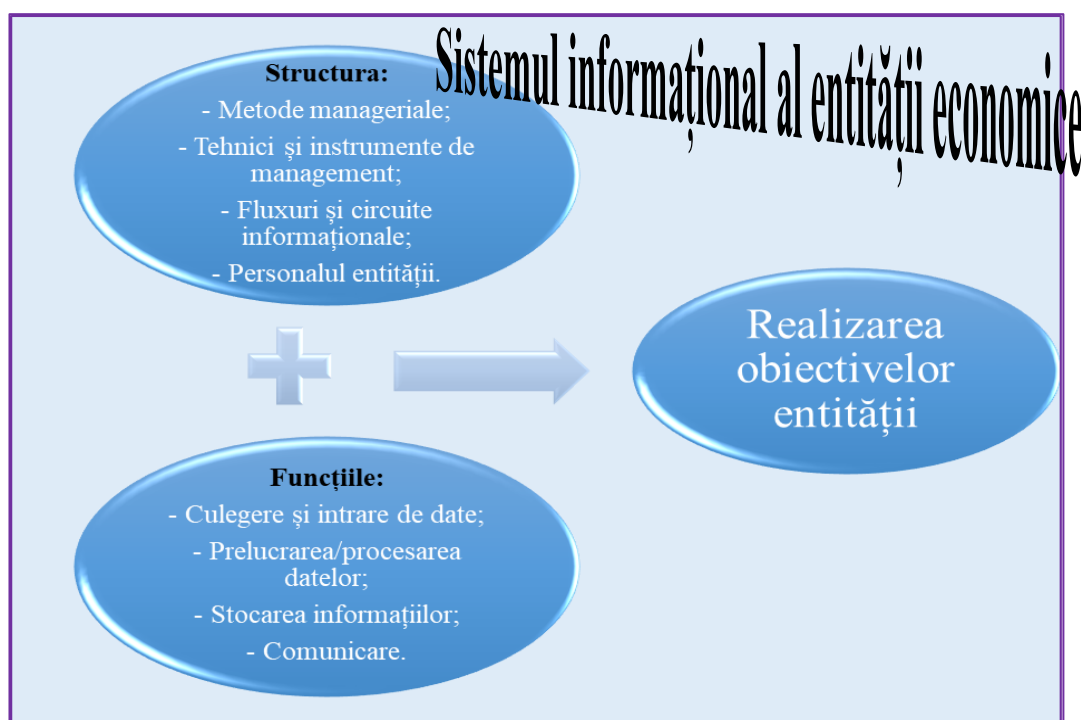 Sistemul informațional al entității economice
Structura:
- Metode manageriale;
- Tehnici și instrumente de
management;
- Fluxuri și circuite
informaționale;
- Personalul entității.
Realizarea
obiectivelor
entității
Funcțiile:
- Culegere și intrare de date;
- Prelucrarea/procesarea
datelor;
- Stocarea informațiilor;
- Comunicare.